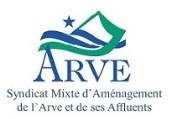 ARVE
Syndicat Mixte d'Aménagement
de l'Arve et de ses Affluents